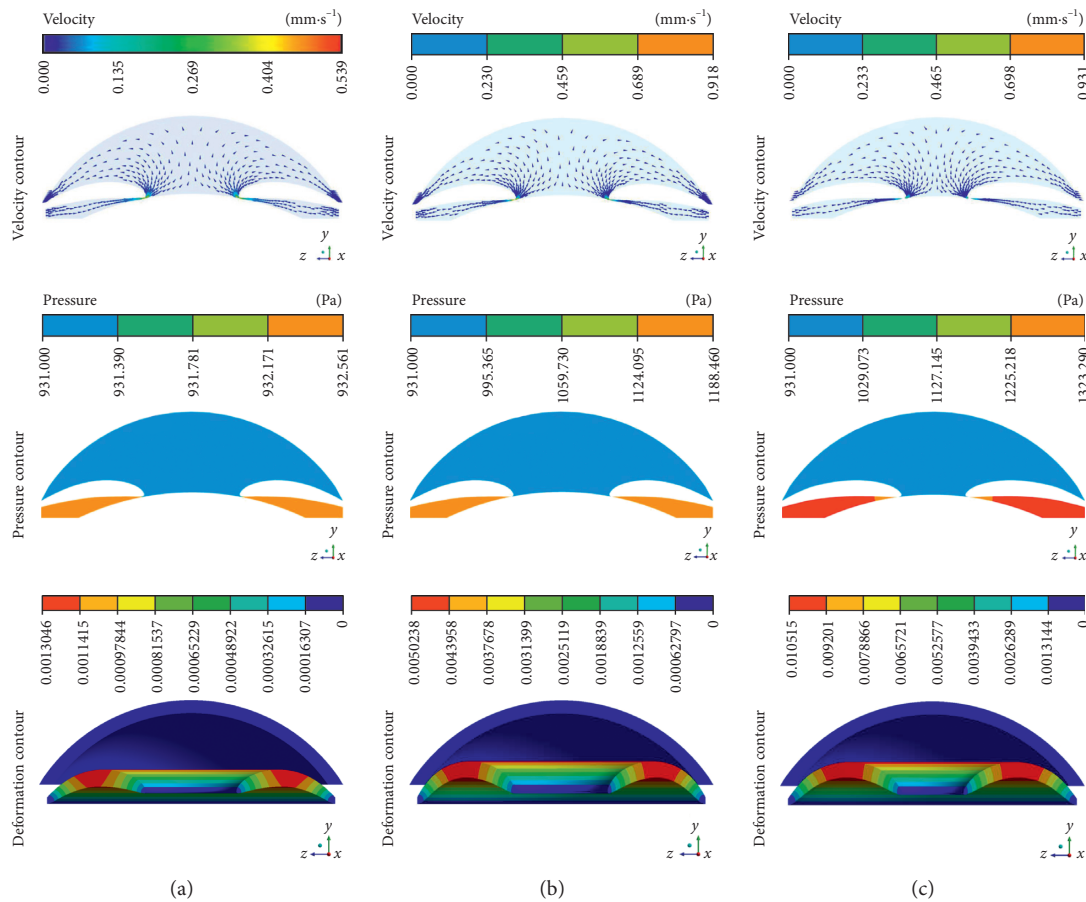 Velocity (mm·s⁻¹)
0.000 0.135 0.269 0.404 0.539
Velocity contour
y
z x
Velocity (mm·s⁻¹)
0.000 0.230 0.459 0.689 0.918
Velocity contour
y
z x
Velocity (mm·s⁻¹)
0.000 0.233 0.465 0.698 0.931
Velocity contour
y
z x
Pressure (Pa)
931.000 931.390 931.781 932.171 932.561
Pressure contour
y
z x
Pressure (Pa)
931.000 995.365 1059.730 1124.095 1188.460
Pressure contour
y
z x
Pressure (Pa)
931.000 1029.073 1127.145 1225.218 1323.290
Pressure contour
y
z x
0.0013046 0.0011415 0.00097844 0.00081537 0.00065229 0.00048922 0.00032615 0.00016307 0
Deformation contour
y
z x
(a)
0.0050238 0.0043958 0.0037678 0.0031399 0.0025119 0.0018839 0.0012559 0.00062797 0
Deformation contour
y
z x
(b)
0.010515 0.009201 0.0078866 0.0065721 0.0052577 0.0039433 0.0026289 0.0013144 0
Deformation contour
y
z x
(c)